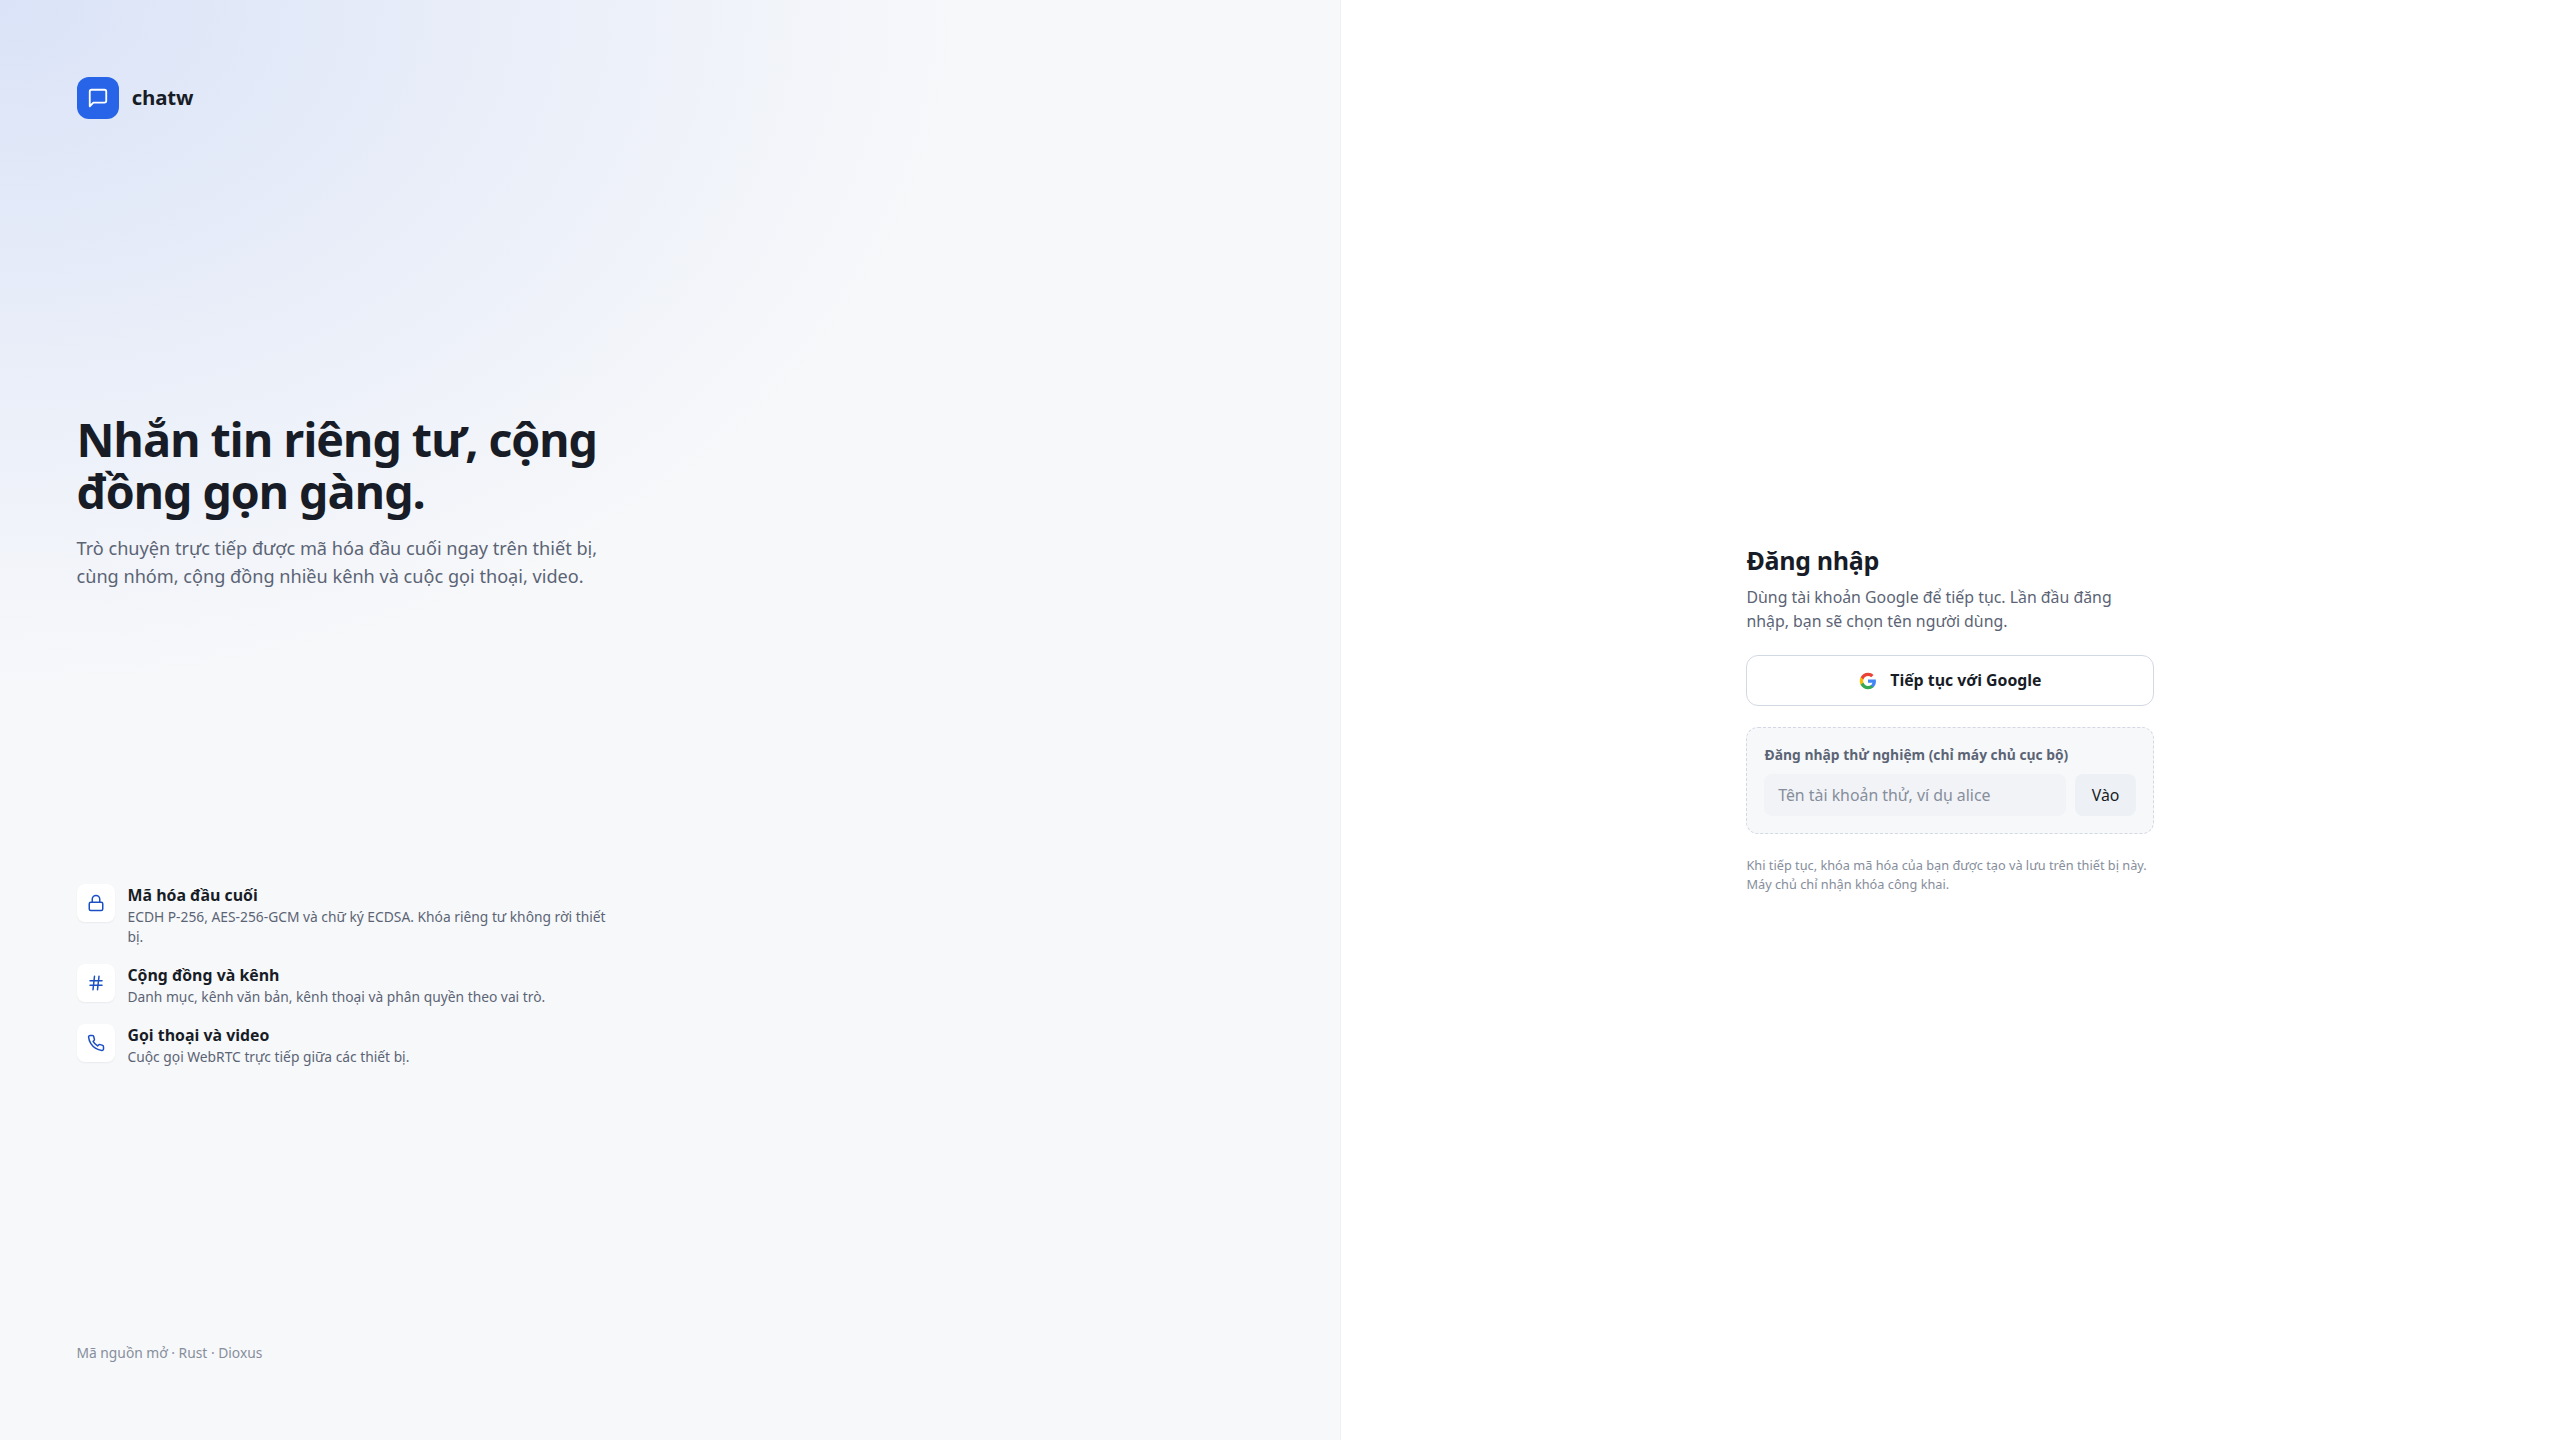 chatw
Nhắn tin riêng tư, cộng
đồng gọn gàng.
Trò chuyện trực tiếp được mã hóa đầu cuối ngay trên thiết bị,
cùng nhóm, cộng đồng nhiều kênh và cuộc gọi thoại, video.
Mã hóa đầu cuối
ECDH P-256, AES-256-GCM và chữ ký ECDSA. Khóa riêng tư không rời thiết
bị.
Cộng đồng và kênh
Danh mục, kênh văn bản, kênh thoại và phân quyền theo vai trò.
Gọi thoại và video
Cuộc gọi WebRTC trực tiếp giữa các thiết bị.
Mã nguồn mở · Rust · Dioxus
Đăng nhập
Dùng tài khoản Google để tiếp tục. Lần đầu đăng
nhập, bạn sẽ chọn tên người dùng.
Tiếp tục với Google
Đăng nhập thử nghiệm (chỉ máy chủ cục bộ)
Tên tài khoản thử, ví dụ alice
Vào
Khi tiếp tục, khóa mã hóa của bạn được tạo và lưu trên thiết bị này.
Máy chủ chỉ nhận khóa công khai.